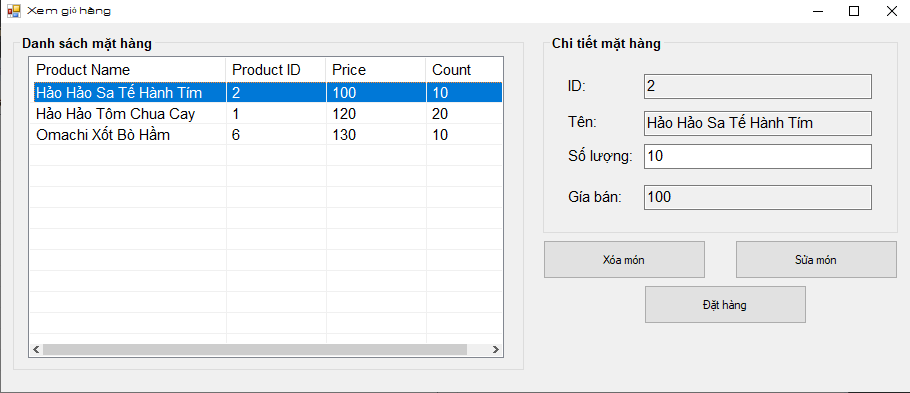 Xem giỏ hàng
Danh sách mặt hàng
Product Name Product ID Price Count
Hảo Hảo Sa Tế Hành Tím 2 100 10
Hảo Hảo Tôm Chua Cay 1 120 20
Omachi Xốt Bò Hầm 6 130 10
Chi tiết mặt hàng
ID: 2
Tên: Hảo Hảo Sa Tế Hành Tím
Số lượng: 10
Gía bán: 100
Xóa món
Sửa món
Đặt hàng